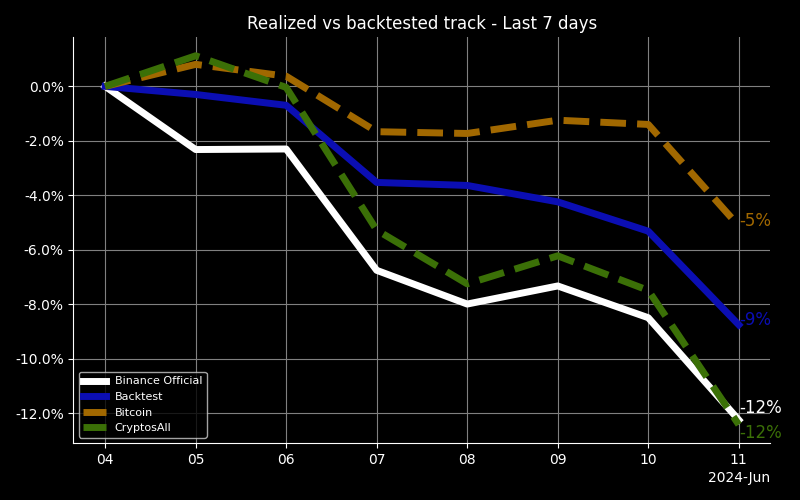 Realized vs backtested track - Last 7 days
0.0%
-2.0%
-4.0%
-6.0%
-8.0%
-10.0%
-12.0%
-5%
-9%
-12%
-12%
Binance Official
Backtest
Bitcoin
CryptosAll
04 05 06 07 08 09 10 11
2024-Jun